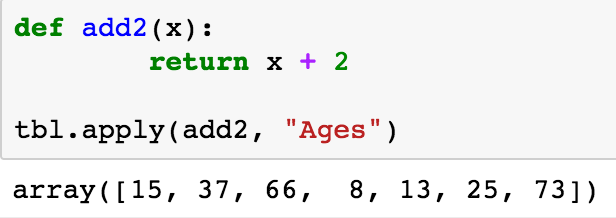 def add2(x):
        return x + 2
tbl.apply(add2, "Ages")
array([15, 37, 66,  8, 13, 25, 73])